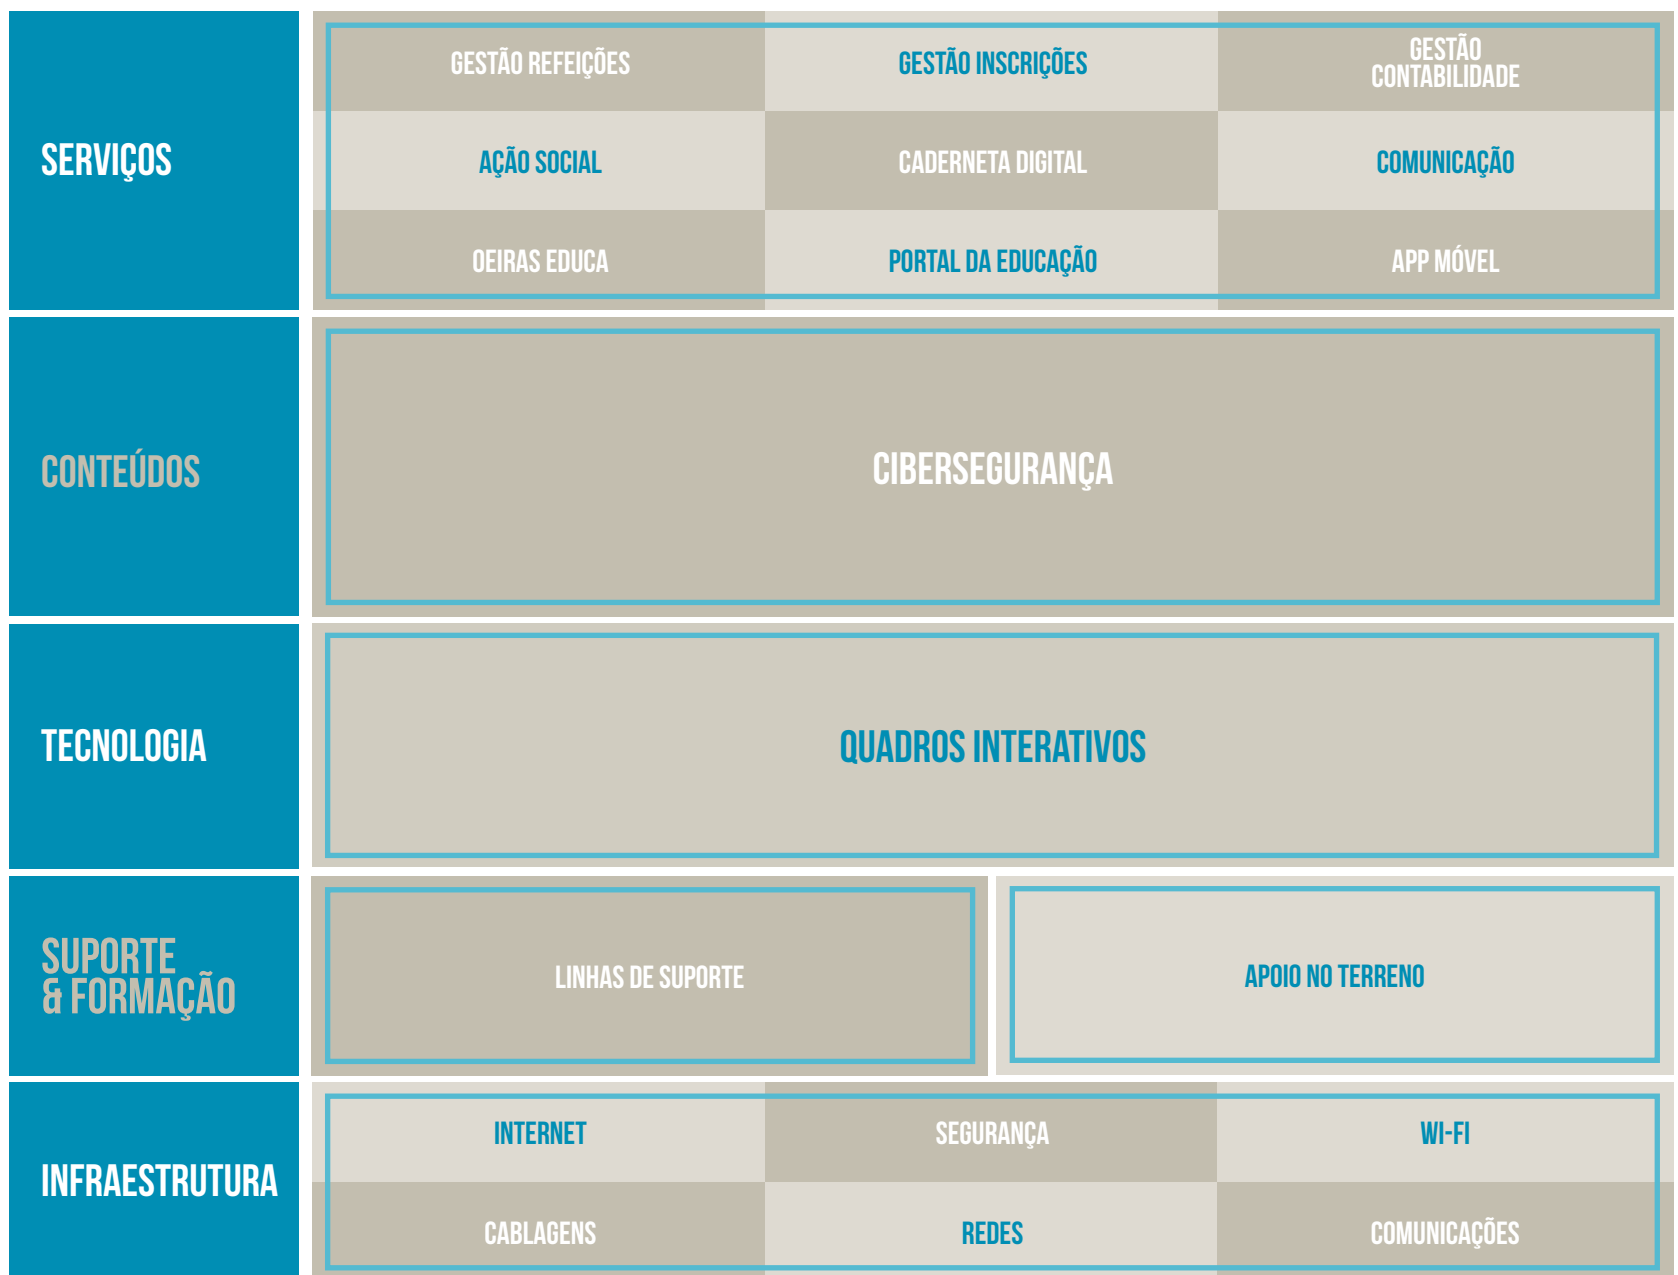 SERVIÇOS
GESTÃO REFEIÇÕES
GESTÃO INSCRIÇÕES
GESTÃO
CONTABILIDADE
AÇÃO SOCIAL
CADERNETA DIGITAL
COMUNICAÇÃO
OEIRAS EDUCA
PORTAL DA EDUCAÇÃO
APP MÓVEL
CONTEÚDOS
CIBERSEGURANÇA
TECNOLOGIA
QUADROS INTERATIVOS
SUPORTE
& FORMAÇÃO
LINHAS DE SUPORTE
APOIO NO TERRENO
INFRAESTRUTURA
INTERNET
SEGURANÇA
WI-FI
CABLAGENS
REDES
COMUNICAÇÕES